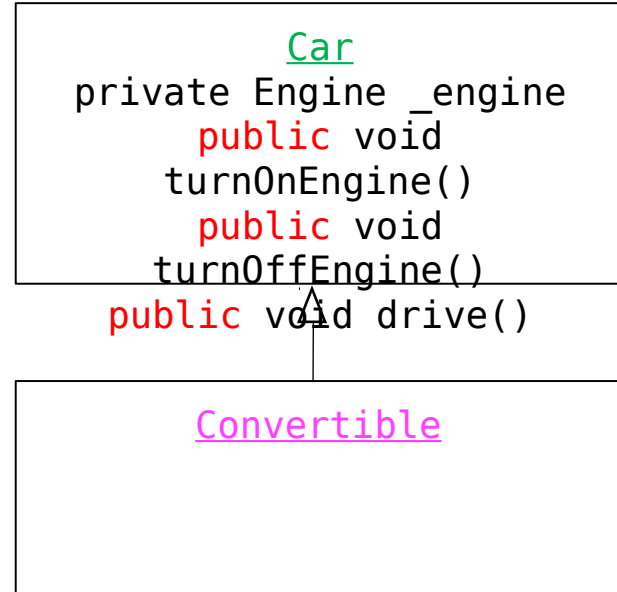 Car
private Engine _engine
public void
turnOnEngine()
public void
turnOffEngine()
public void drive()
Convertible